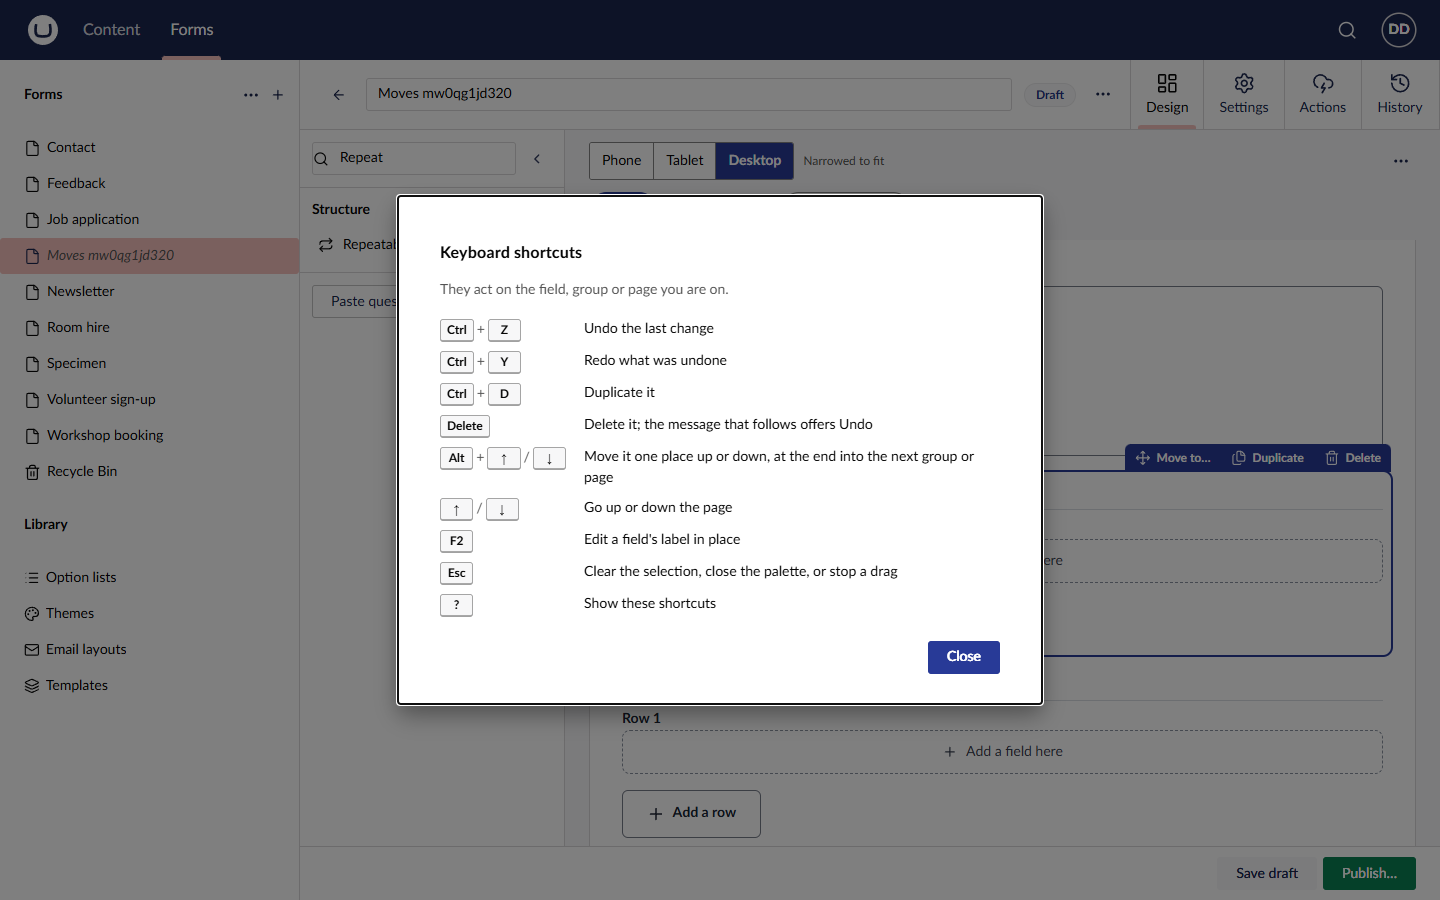 Content
Forms
DD
Forms
Contact
Feedback
Job application
Moves mw0qg1jd320
Newsletter
Room hire
Specimen
Volunteer sign-up
Workshop booking
Recycle Bin
Library
Option lists
Themes
Email layouts
Templates
Moves mw0qg1jd320
Draft
Design
Settings
Actions
History
Repeat
Phone
Tablet
Desktop
Narrowed to fit
Structure
Keyboard shortcuts
They act on the field, group or page you are on.
Ctrl + Z
Undo the last change
Ctrl + Y
Redo what was undone
Ctrl + D
Duplicate it
Delete
Delete it; the message that follows offers Undo
Alt + ↑ / ↓
Move it one place up or down, at the end into the next group or
page
↑ / ↓
Go up or down the page
F2
Edit a field's label in place
Esc
Clear the selection, close the palette, or stop a drag
?
Show these shortcuts
Close
Move to...
Duplicate
Delete
Row 1
Add a field here
Add a row
Save draft
Publish...